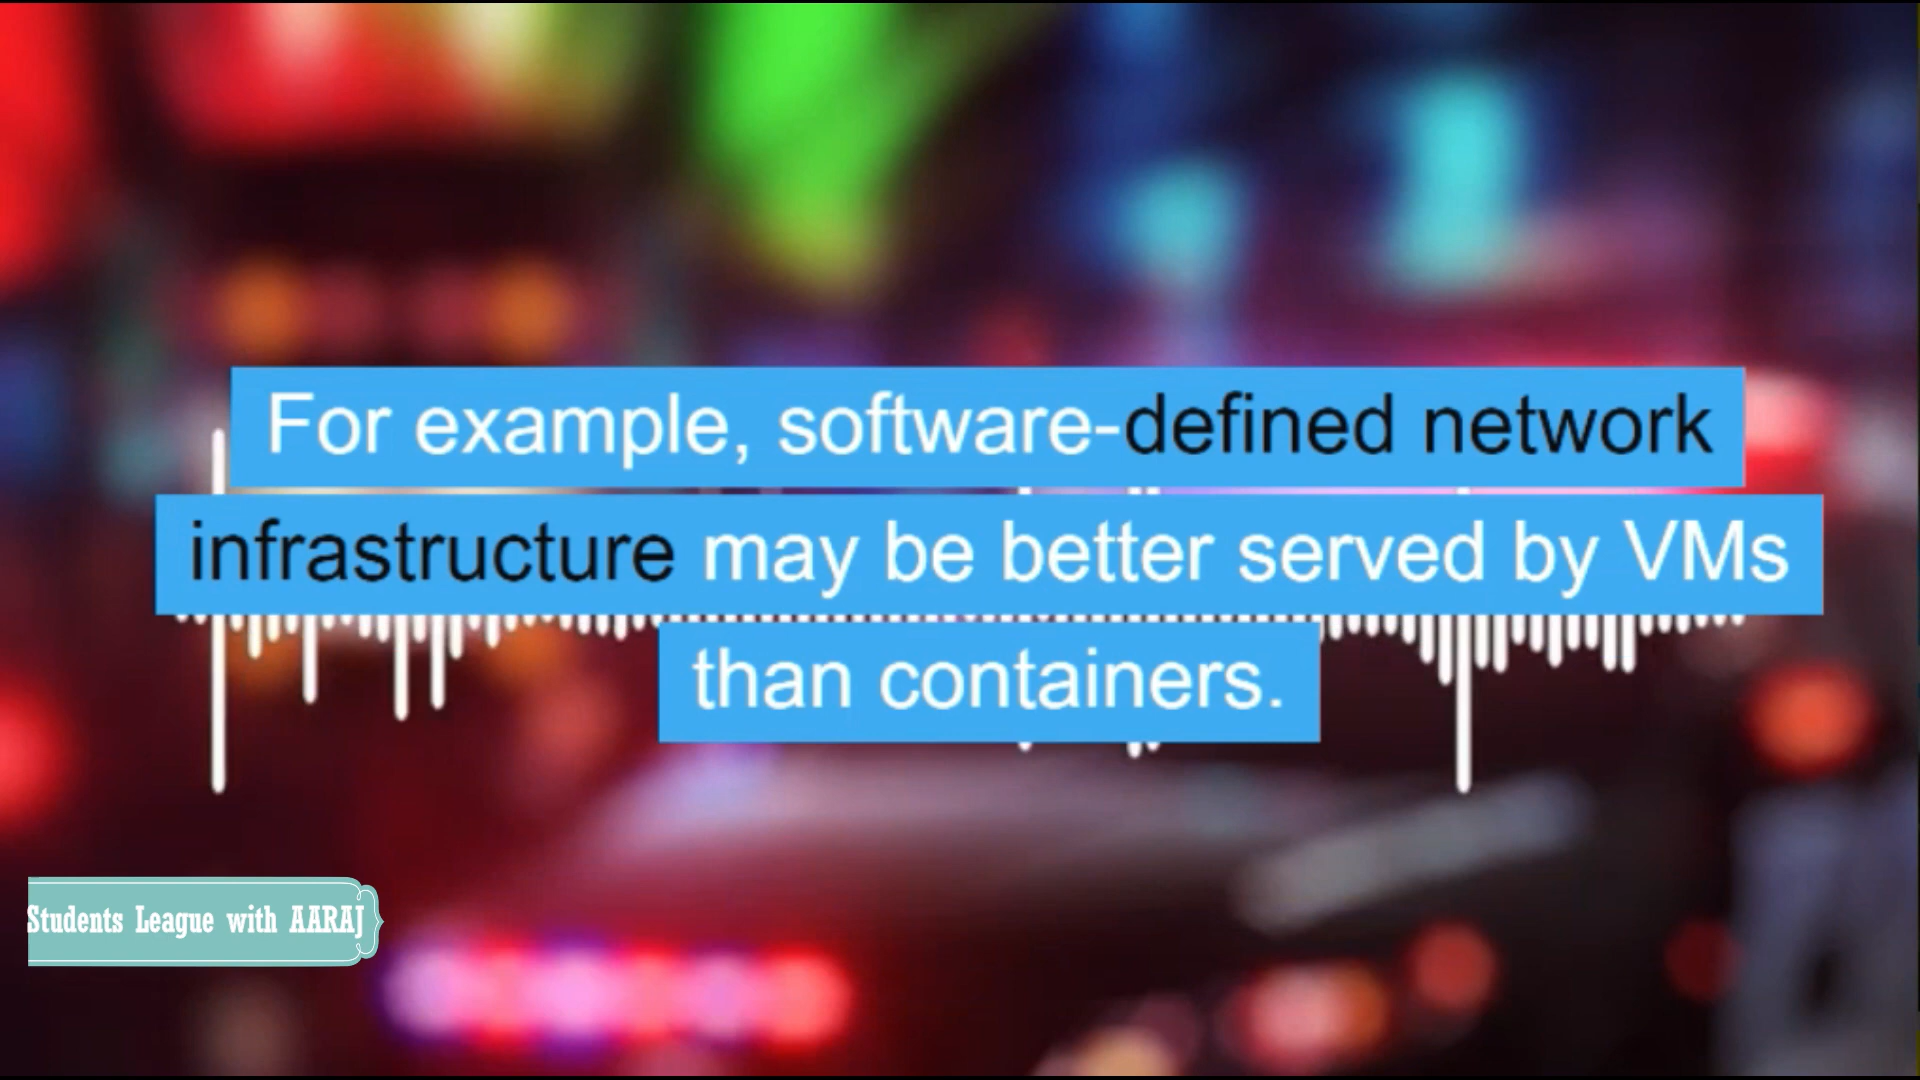 For example, software-defined network
infrastructure may be better served by VMs
than containers.
Students League with AARAJ